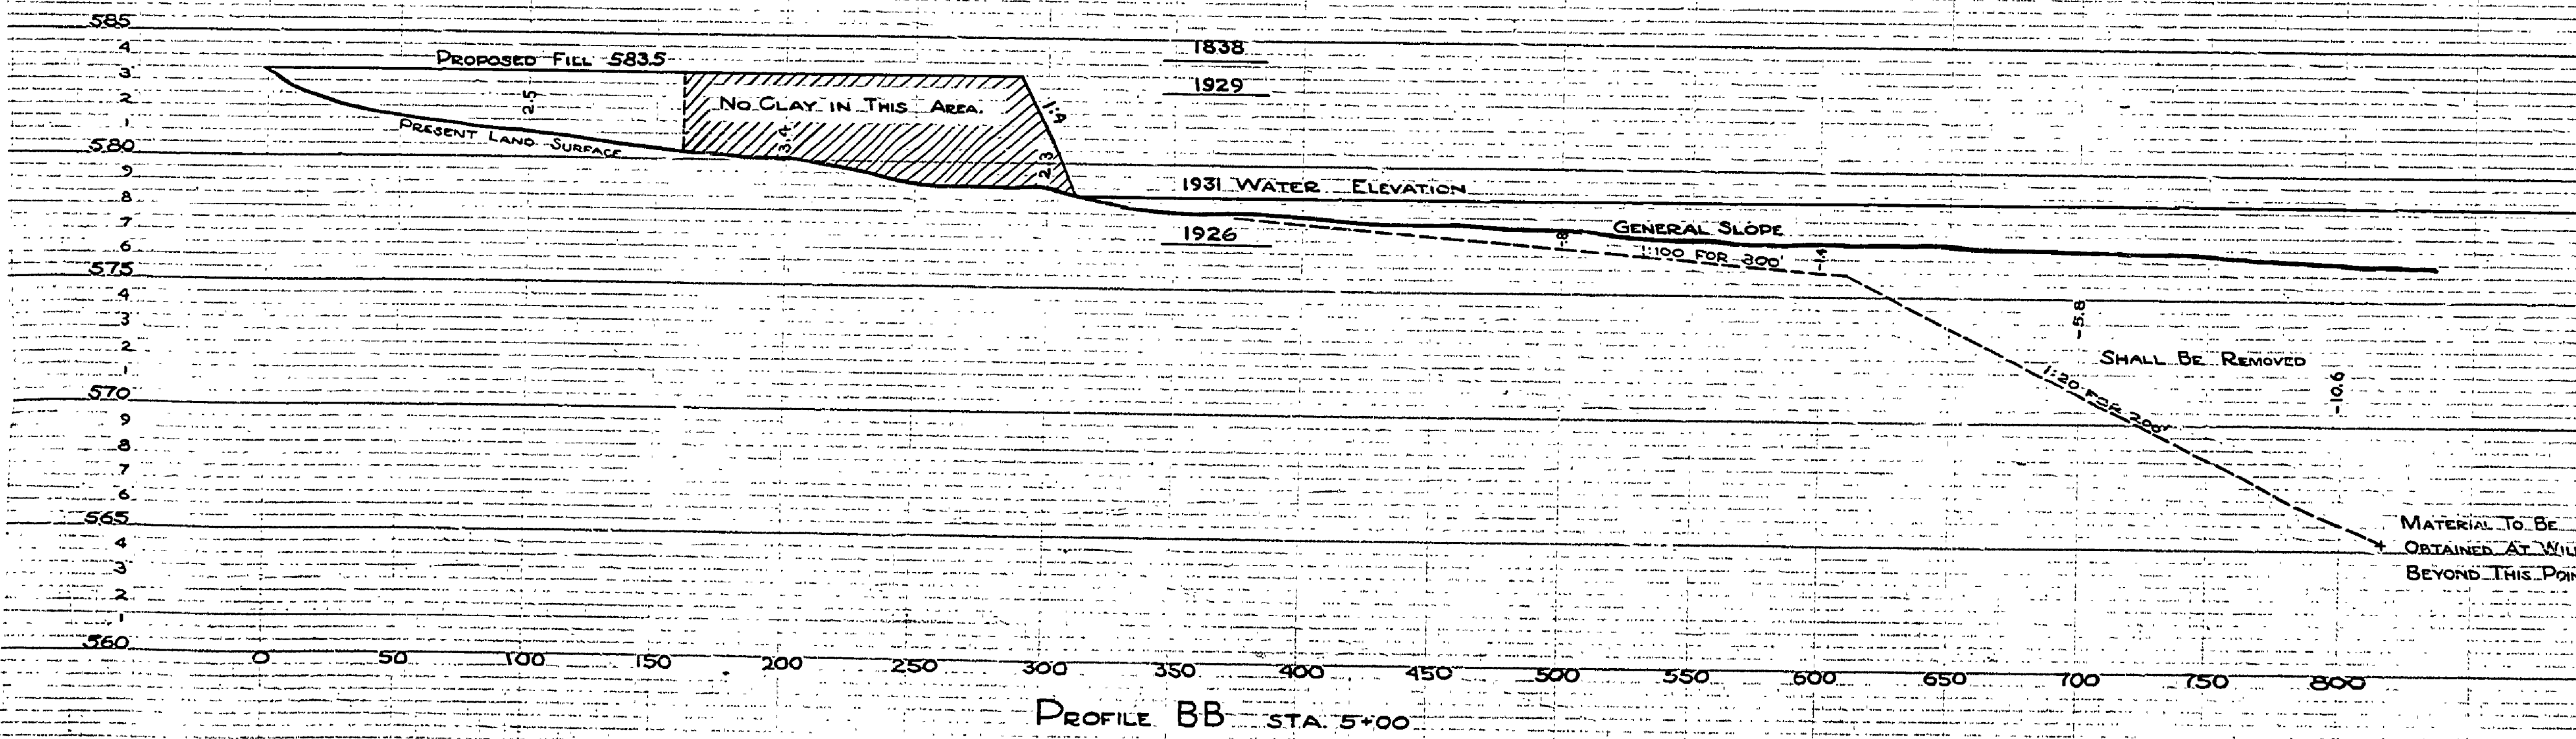 585
4
3
2
1
580
9
8
7
6
575
4
3
2
1
570
9
8
7
6
565
4
3
2
1
560
PROPOSED FILL 583.5
2.5
PRESENT LAND SURFACE
NO CLAY IN THIS AREA.
3.4
2.3
1:4
1838
1929
1931 WATER ELEVATION
1926
GENERAL SLOPE
-.8
1:100 FOR 300'
-1.4
-5.8
SHALL BE REMOVED
1:20 FOR 200'
-10.6
MATERIAL TO BE
OBTAINED AT WILL
BEYOND THIS POIN
0 50 100 150 200 250 300 350 400 450 500 550 600 650 700 750 800
PROFILE BB STA. 5+00